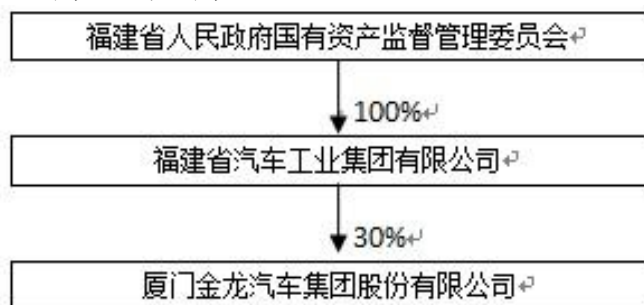 福建省人民政府国有资产监督管理委员会
100%
福建省汽车工业集团有限公司
30%
厦门金龙汽车集团股份有限公司